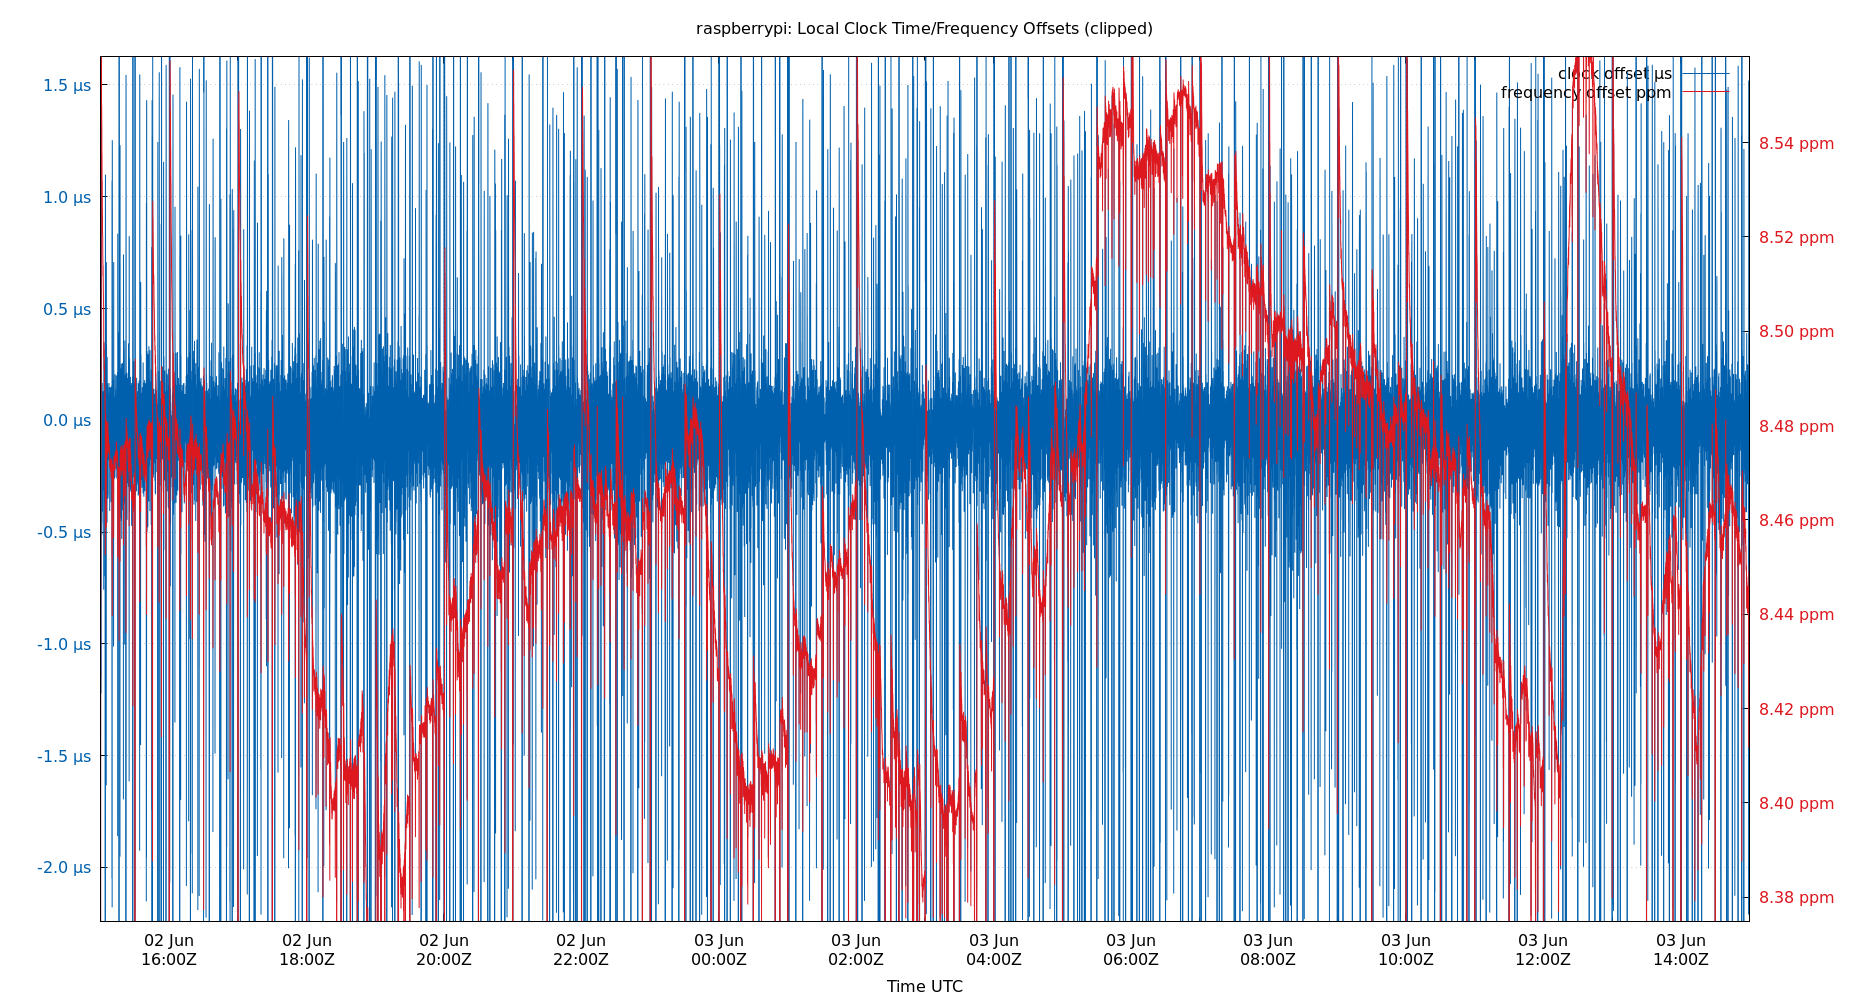 raspberrypi: Local Clock Time/Frequency Offsets (clipped)
clock offset µs
frequency offset ppm
1.5 µs
1.0 µs
0.5 µs
0.0 µs
-0.5 µs
-1.0 µs
-1.5 µs
-2.0 µs
8.54 ppm
8.52 ppm
8.50 ppm
8.48 ppm
8.46 ppm
8.44 ppm
8.42 ppm
8.40 ppm
8.38 ppm
02 Jun 02 Jun 02 Jun 02 Jun 03 Jun 03 Jun 03 Jun 03 Jun 03 Jun 03 Jun 03 Jun 03 Jun
16:00Z 18:00Z 20:00Z 22:00Z 00:00Z 02:00Z 04:00Z 06:00Z 08:00Z 10:00Z 12:00Z 14:00Z
Time UTC